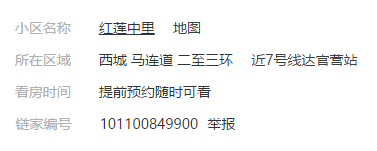 小区名称 红莲中里 地图
所在区域 西城 马连道 二至三环 近7号线达官营站
看房时间 提前预约随时可看
链家编号 101100849900 举报